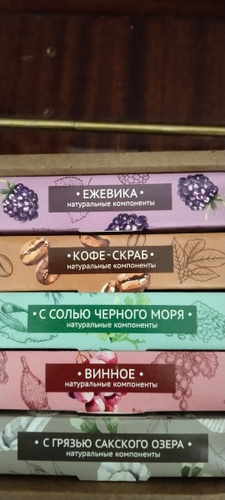 • ЕЖЕВИКА •
натуральные компоненты
• КОФЕ-СКРАБ •
натуральные компоненты
• С СОЛЬЮ ЧЕРНОГО МОРЯ •
натуральные компоненты
• ВИННОЕ •
натуральные компоненты
• С ГРЯЗЬЮ САКСКОГО ОЗЕРА •
натуральные компоненты